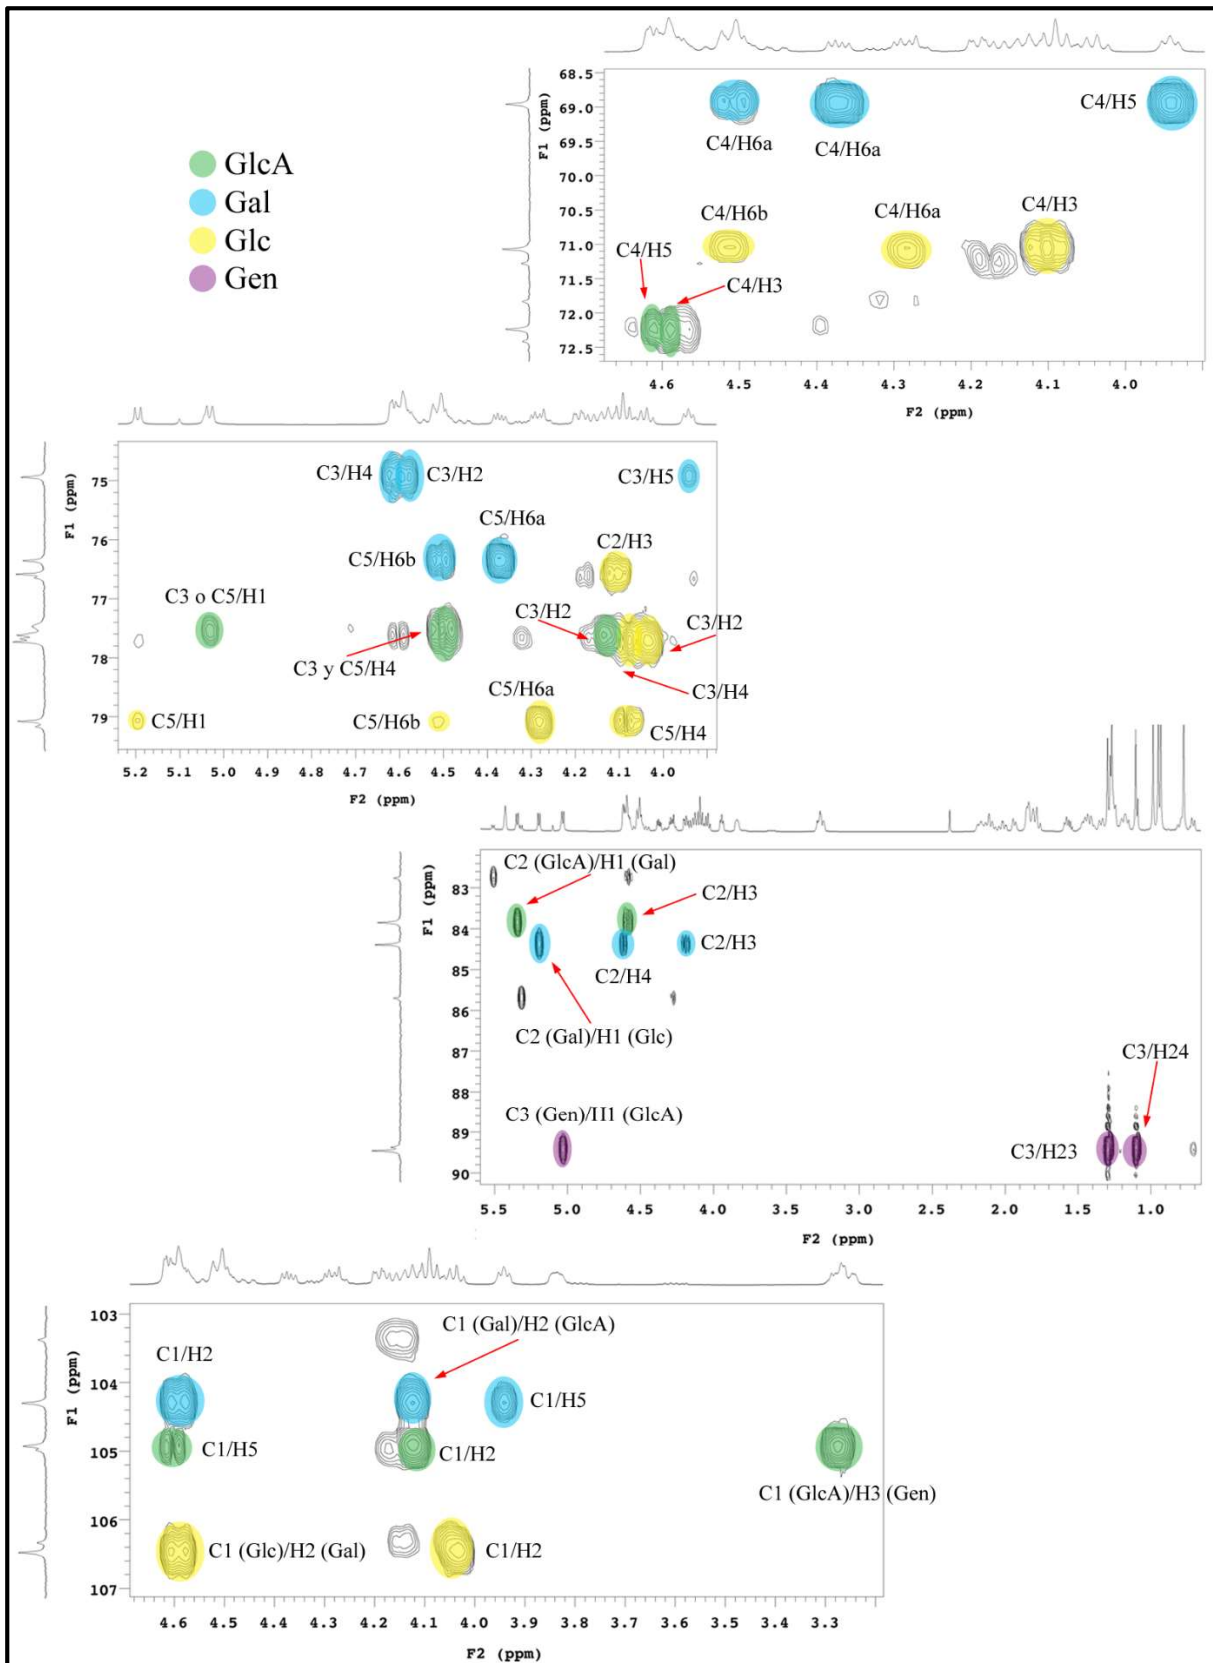 GlcA
Gal
Glc
Gen
F1 (ppm)
68.5
69.0
69.5
70.0
70.5
71.0
71.5
72.0
72.5
C4/H6a
C4/H6a
C4/H5
C4/H6b
C4/H6a
C4/H3
C4/H5
C4/H3
4.6 4.5 4.4 4.3 4.2 4.1 4.0
F2 (ppm)
F1 (ppm)
75
76
77
78
79
C3/H4
C3/H2
C3/H5
C5/H6a
C5/H6b
C2/H3
C3 o C5/H1
C3/H2
C3/H2
C3 y C5/H4
C3/H4
C5/H6a
C5/H1
C5/H6b
C5/H4
5.2 5.1 5.0 4.9 4.8 4.7 4.6 4.5 4.4 4.3 4.2 4.1 4.0
F2 (ppm)
F1 (ppm)
83
84
85
86
87
88
89
90
C2 (GlcA)/H1 (Gal)
C2/H3
C2/H3
C2/H4
C2 (Gal)/H1 (Glc)
C3/H24
C3 (Gen)/H1 (GlcA)
C3/H23
5.5 5.0 4.5 4.0 3.5 3.0 2.5 2.0 1.5 1.0
F2 (ppm)
F1 (ppm)
103
104
105
106
107
C1 (Gal)/H2 (GlcA)
C1/H2
C1/H5
C1/H5
C1/H2
C1 (GlcA)/H3 (Gen)
C1 (Glc)/H2 (Gal)
C1/H2
4.6 4.5 4.4 4.3 4.2 4.1 4.0 3.9 3.8 3.7 3.6 3.5 3.4 3.3
F2 (ppm)